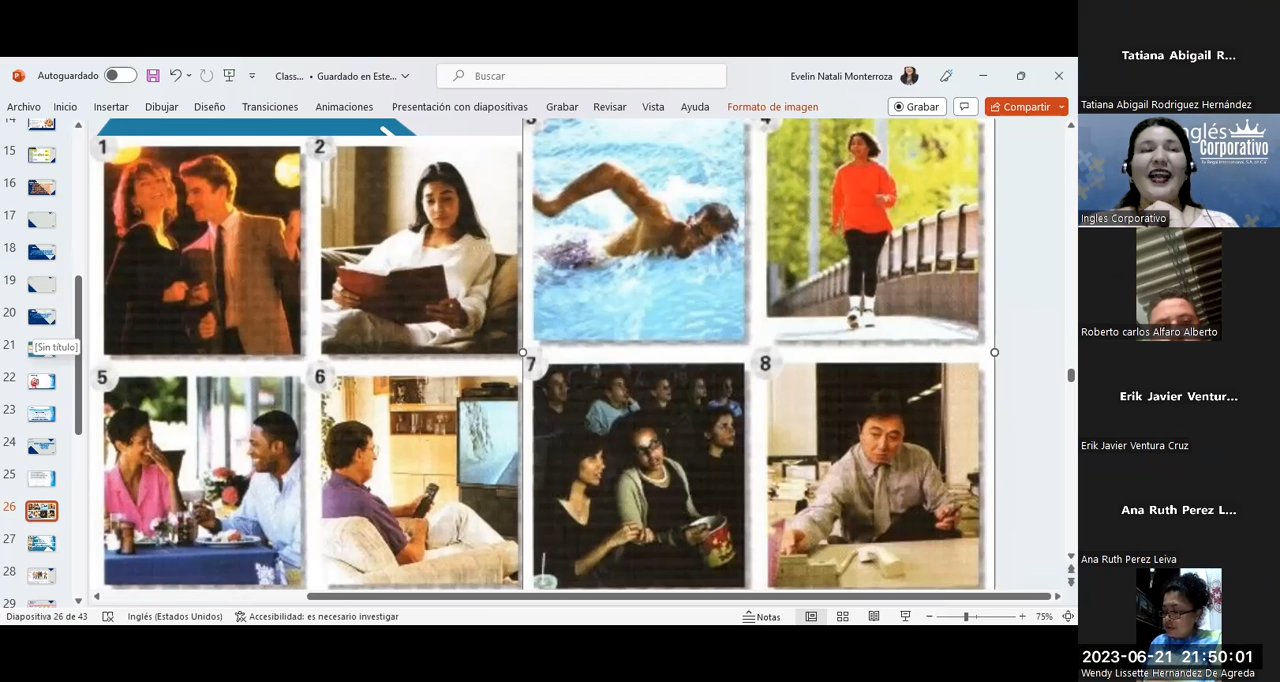 Autoguardado
Class... • Guardado en Este...
Buscar
Evelin Natali Monterroza
Archivo Inicio Insertar Dibujar Diseño Transiciones Animaciones Presentación con diapositivas Grabar Revisar Vista Ayuda Formato de imagen
Grabar
Compartir
14
15
16
17
18
19
20
21
[Sin título]
22
23
24
25
26
27
28
29
1
2
3
4
5
6
7
8
Diapositiva 26 de 43
Inglés (Estados Unidos)
Accesibilidad: es necesario investigar
Notas
75%
Tatiana Abigail R...
Tatiana Abigail Rodriguez Hernández
nglés
Corporativo
Ingles Corporativo
Roberto carlos Alfaro Alberto
Erik Javier Ventur...
Erik Javier Ventura Cruz
Ana Ruth Perez L...
Ana Ruth Perez Leiva
2023-06-21 21:50:01
Wendy Lissette Hernandez De Agreda